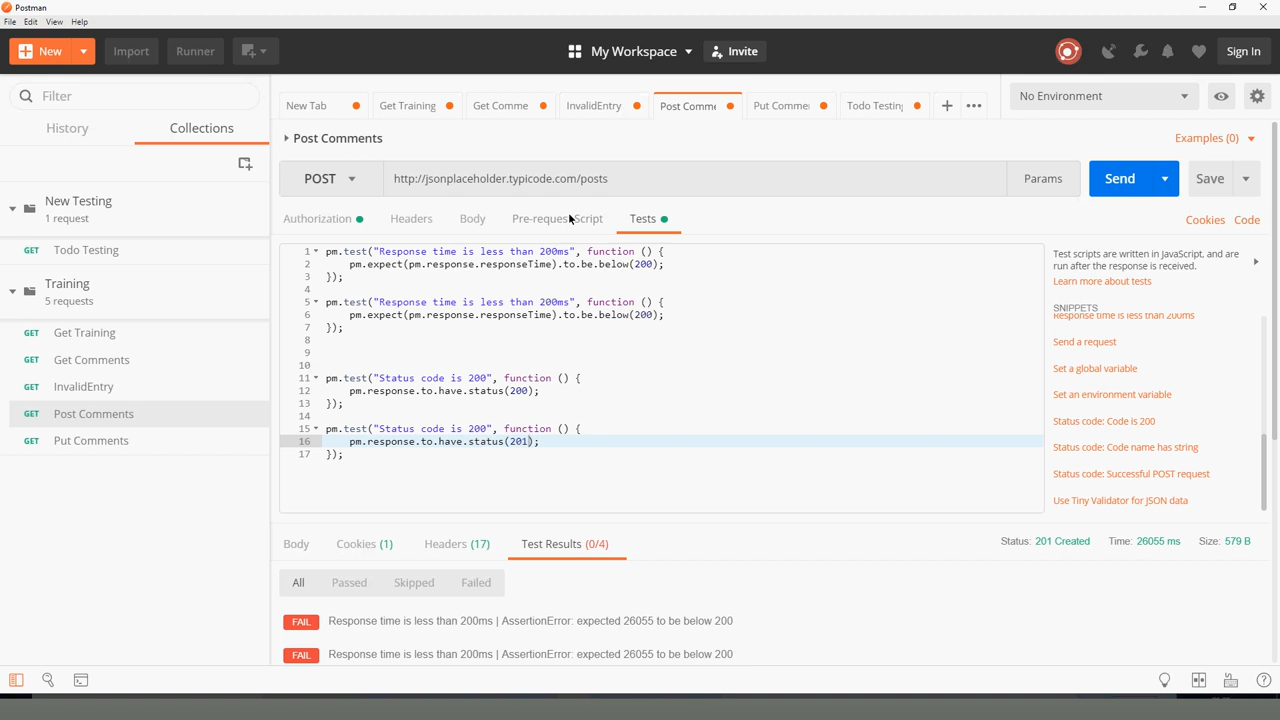 Postman
File Edit View Help
New Import Runner My Workspace Invite Sign In
Filter
History Collections
New Testing
1 request
GET Todo Testing
Training
5 requests
GET Get Training
GET Get Comments
GET InvalidEntry
GET Post Comments
GET Put Comments
New Tab Get Training Get Comme InvalidEntry Post Comme Put Comme Todo Testing
No Environment
Post Comments
Examples (0)
POST http://jsonplaceholder.typicode.com/posts Params Send Save
Authorization Headers Body Pre-request Script Tests Cookies Code
1 pm.test("Response time is less than 200ms", function () {
2 pm.expect(pm.response.responseTime).to.be.below(200);
3 });
4
5 pm.test("Response time is less than 200ms", function () {
6 pm.expect(pm.response.responseTime).to.be.below(200);
7 });
8
9
10
11 pm.test("Status code is 200", function () {
12 pm.response.to.have.status(200);
13 });
14
15 pm.test("Status code is 200", function () {
16 pm.response.to.have.status(201);
17 });
Test scripts are written in JavaScript, and are
run after the response is received.
Learn more about tests
SNIPPETS
Response time is less than 200ms
Send a request
Set a global variable
Set an environment variable
Status code: Code is 200
Status code: Code name has string
Status code: Successful POST request
Use Tiny Validator for JSON data
Body Cookies (1) Headers (17) Test Results (0/4) Status: 201 Created Time: 26055 ms Size: 579 B
All Passed Skipped Failed
FAIL Response time is less than 200ms | AssertionError: expected 26055 to be below 200
FAIL Response time is less than 200ms | AssertionError: expected 26055 to be below 200